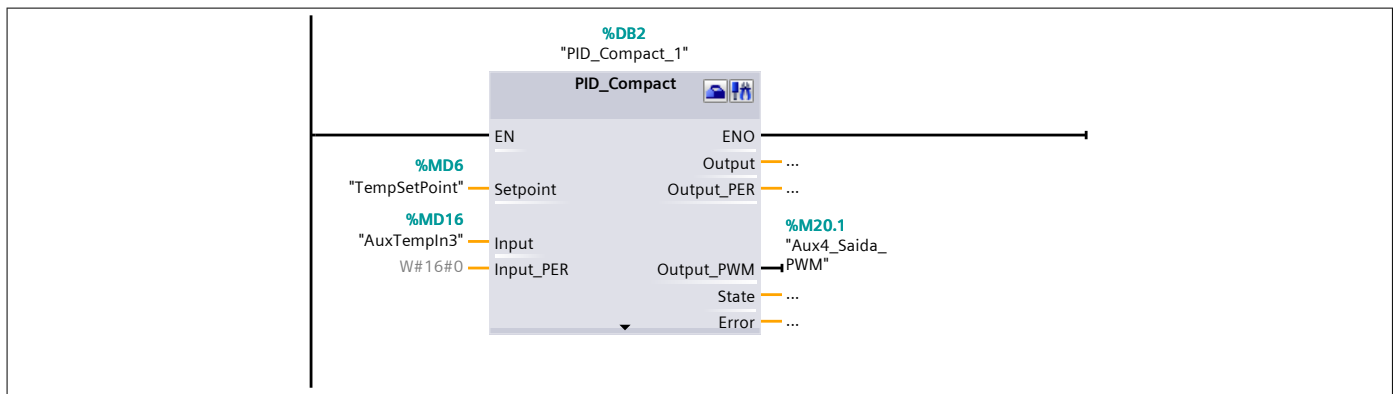 %DB2
"PID_Compact_1"
PID_Compact
EN ENO
Output ...
%MD6
"TempSetPoint" Setpoint Output_PER ...
%MD16
"AuxTempIn3" Input
%M20.1
"Aux4_Saida_
PWM"
W#16#0 Input_PER Output_PWM
State ...
Error ...